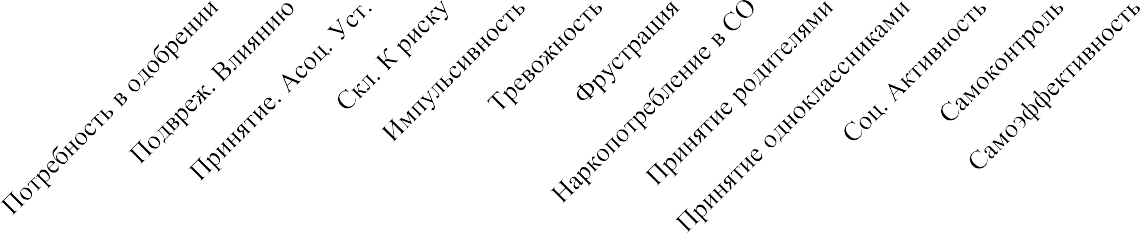 Потребность в одобрении
Подвреж. Влиянию
Принятие. Асоц. Уст.
Скл. К риску
Импульсивность
Тревожность
Фрустрация
Наркопотребление в СО
Принятие родителями
Принятие одноклассниками
Соц. Активность
Самоконтроль
Самоэффективность